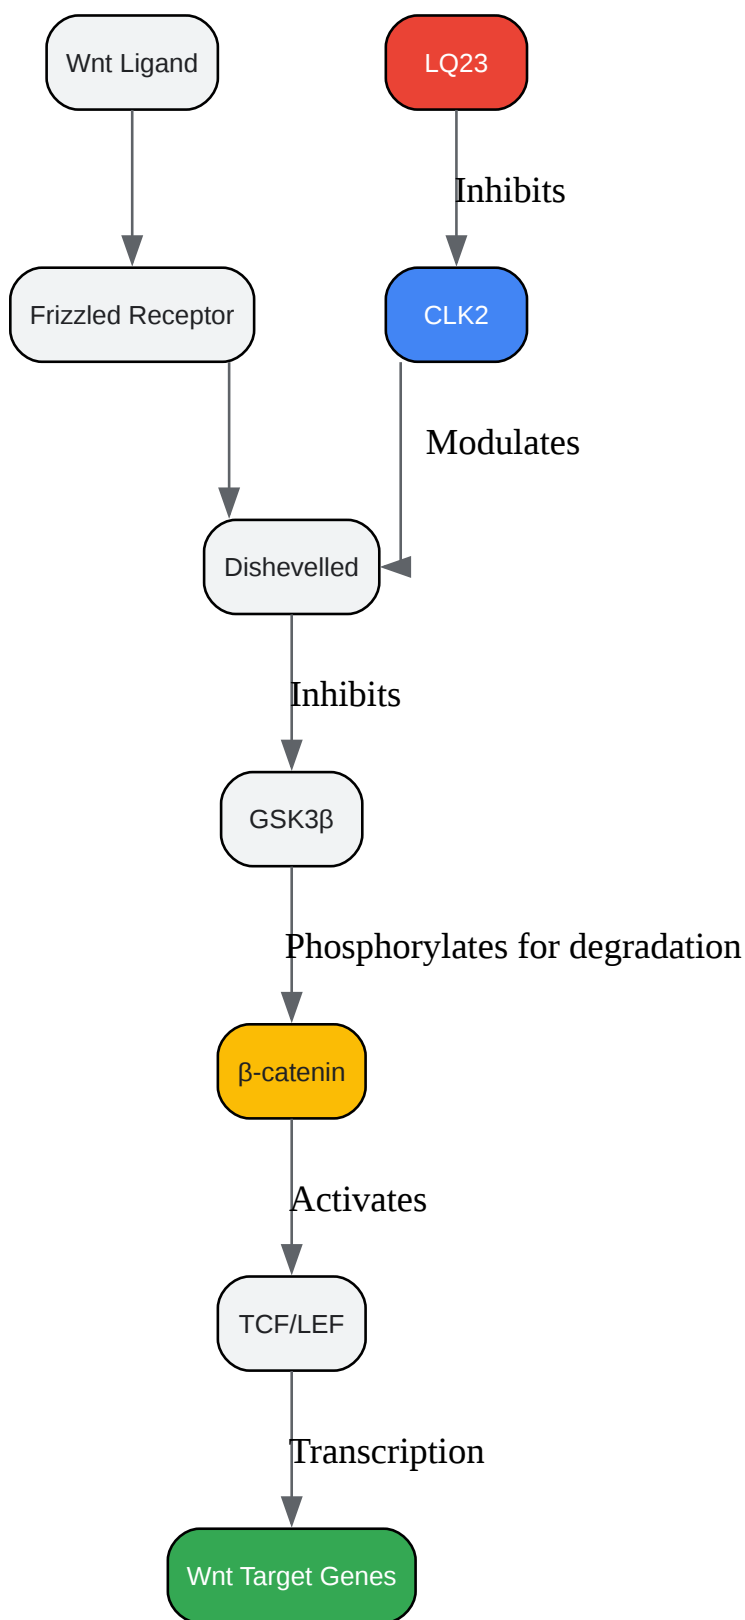 Wnt Ligand
LQ23
Inhibits
Frizzled Receptor
CLK2
Modulates
Dishevelled
Inhibits
GSK3β
Phosphorylates for degradation
β-catenin
Activates
TCF/LEF
Transcription
Wnt Target Genes